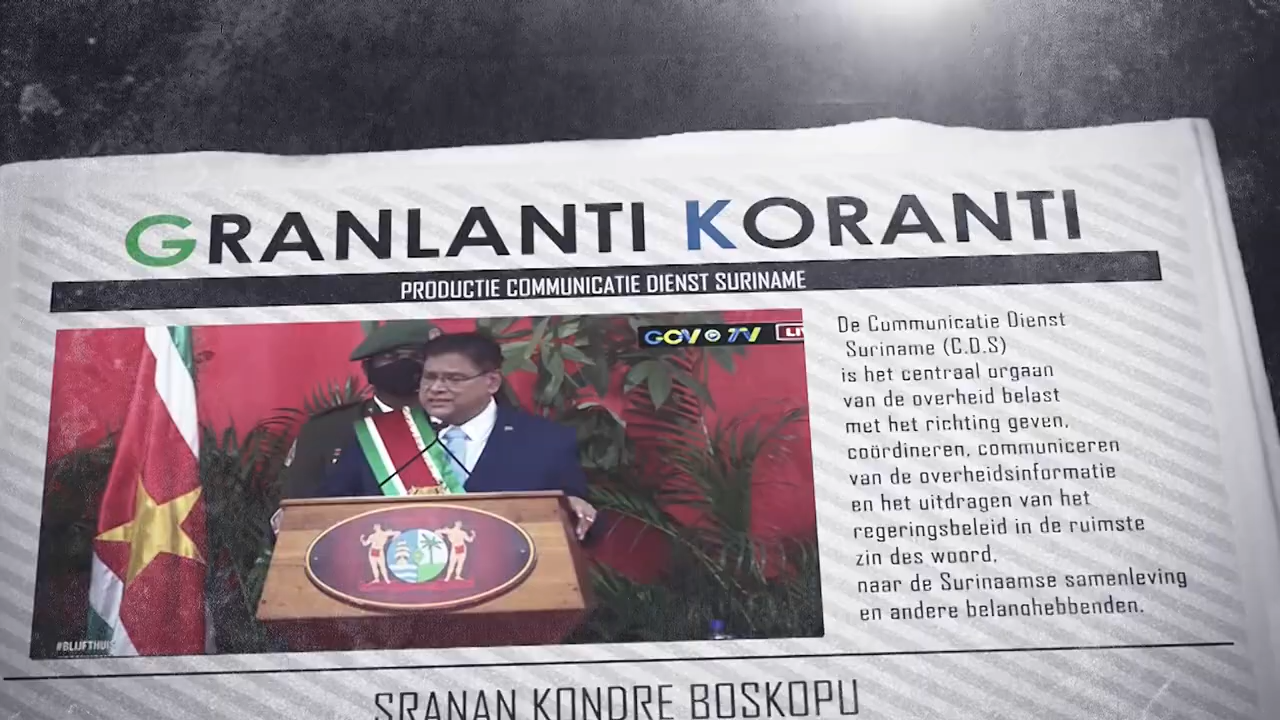 GRANLANTI KORANTI
PRODUCTIE COMMUNICATIE DIENST SURINAME
GOV TV
De Communicatie Dienst
Suriname (C.D.S)
is het centraal orgaan
van de overheid belast
met het richting geven,
coördineren, communiceren
van de overheidsinformatie
en het uitdragen van het
regeringsbeleid in de ruimste
zin des woord,
naar de Surinaamse samenleving
en andere belanghebbenden.
#BLIJFTHUIS
SRANAN KONDRE BOSKOPU